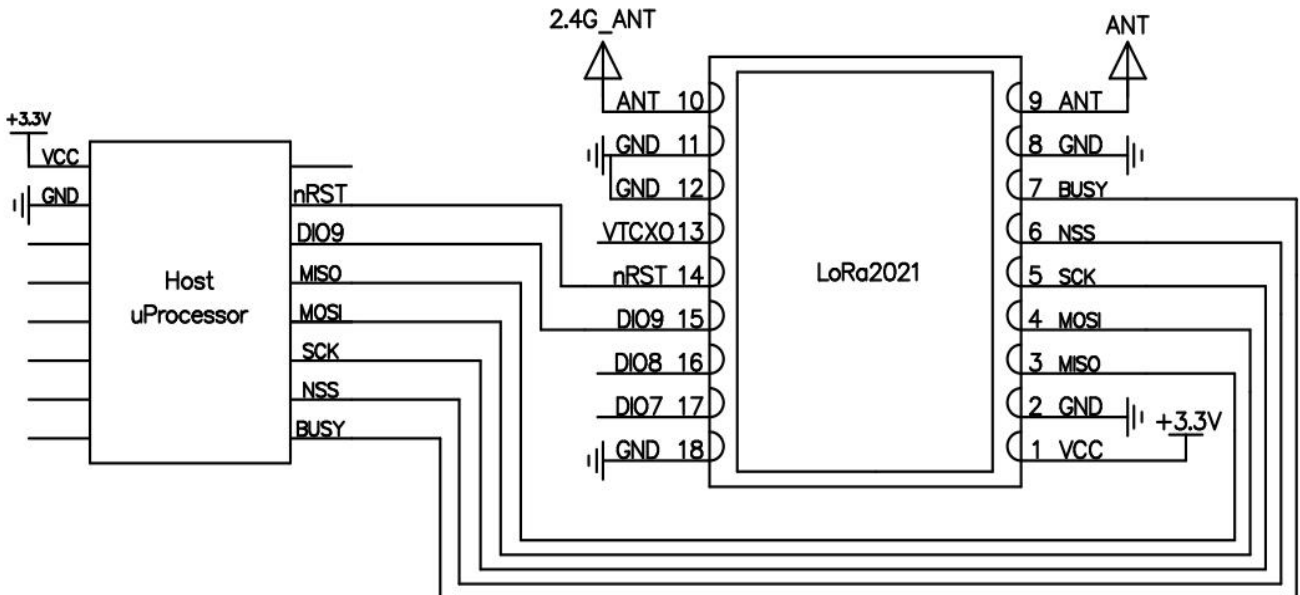 2.4G_ANT
ANT
+3.3V
VCC
GND
nRST
DIO9
MISO
MOSI
SCK
NSS
BUSY
Host
uProcessor
ANT 10
GND 11
GND 12
VTCXO 13
nRST 14
DIO9 15
DIO8 16
DIO7 17
GND 18
LoRa2021
9 ANT
8 GND
7 BUSY
6 NSS
5 SCK
4 MOSI
3 MISO
2 GND
1 VCC
+3.3V